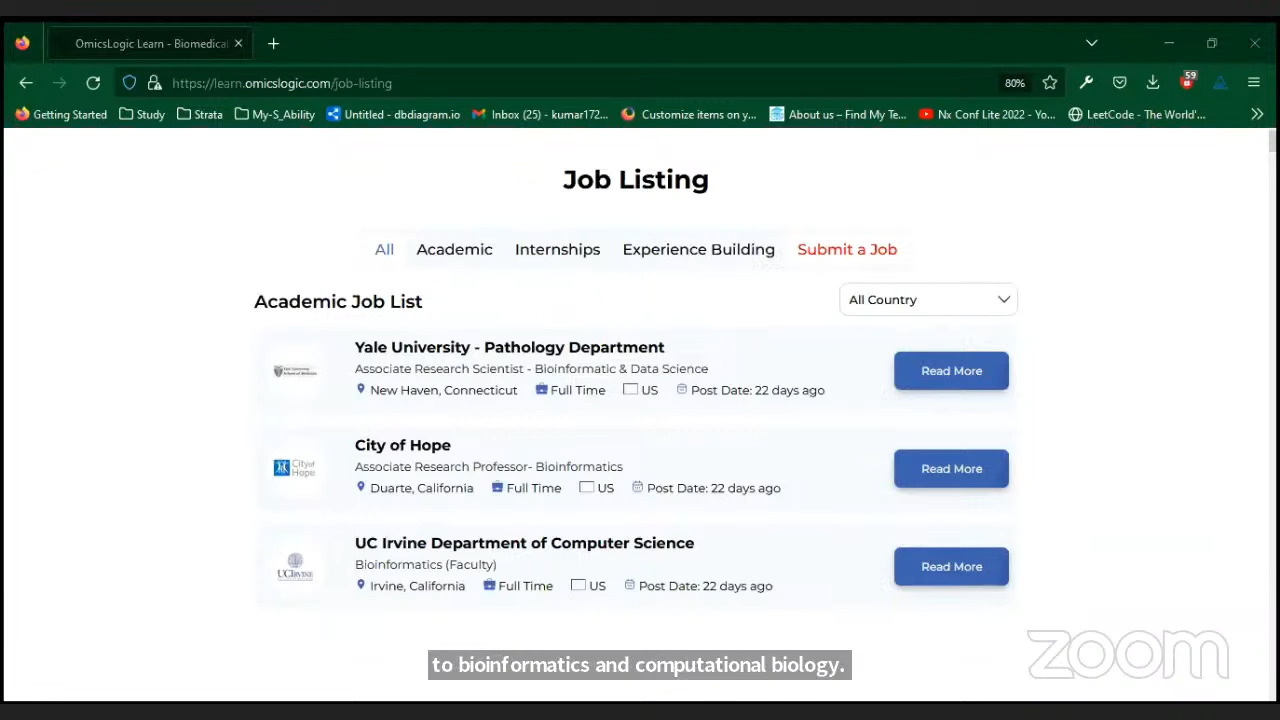 OmicsLogic Learn - Biomedical
https://learn.omicslogic.com/job-listing
80%
59
Getting Started
Study
Strata
My-S_Ability
Untitled - dbdiagram.io
Inbox (25) - kumar172...
Customize items on y...
About us – Find My Te...
Nx Conf Lite 2022 - Yo...
LeetCode - The World'...
Job Listing
All
Academic
Internships
Experience Building
Submit a Job
Academic Job List
All Country
Yale University - Pathology Department
Associate Research Scientist - Bioinformatic & Data Science
New Haven, Connecticut
Full Time
US
Post Date: 22 days ago
Read More
City of Hope
City of Hope
Associate Research Professor- Bioinformatics
Duarte, California
Full Time
US
Post Date: 22 days ago
Read More
UCIrvine
UC Irvine Department of Computer Science
Bioinformatics (Faculty)
Irvine, California
Full Time
US
Post Date: 22 days ago
Read More
to bioinformatics and computational biology.
zoom